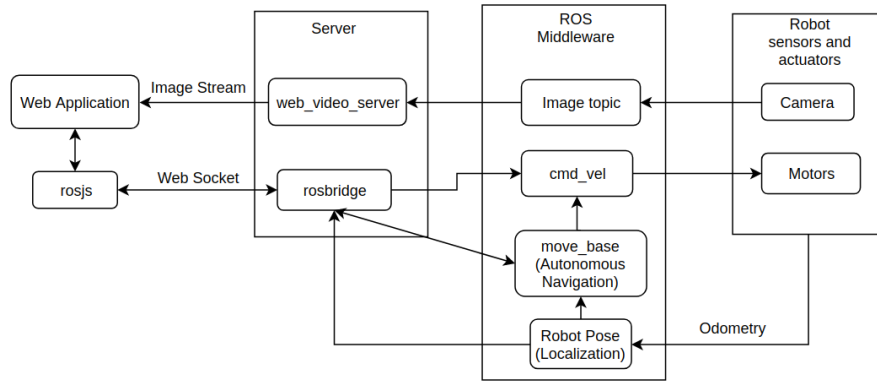 Server
ROS
Middleware
Robot
sensors and
actuators
Web Application
Image Stream
web_video_server
Image topic
Camera
rosjs
Web Socket
rosbridge
cmd_vel
Motors
move_base
(Autonomous
Navigation)
Robot Pose
(Localization)
Odometry